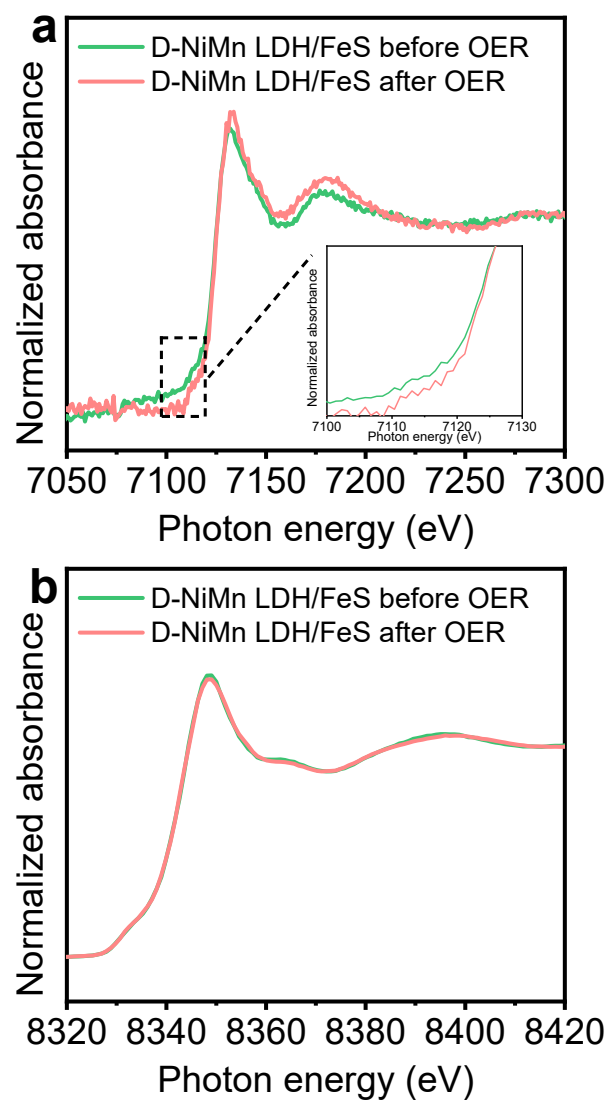 a
D-NiMn LDH/FeS before OER
D-NiMn LDH/FeS after OER
Normalized absorbance
Normalized absorbance
7100 7110 7120 7130
Photon energy (eV)
7050 7100 7150 7200 7250 7300
Photon energy (eV)
b
D-NiMn LDH/FeS before OER
D-NiMn LDH/FeS after OER
Normalized absorbance
8320 8340 8360 8380 8400 8420
Photon energy (eV)